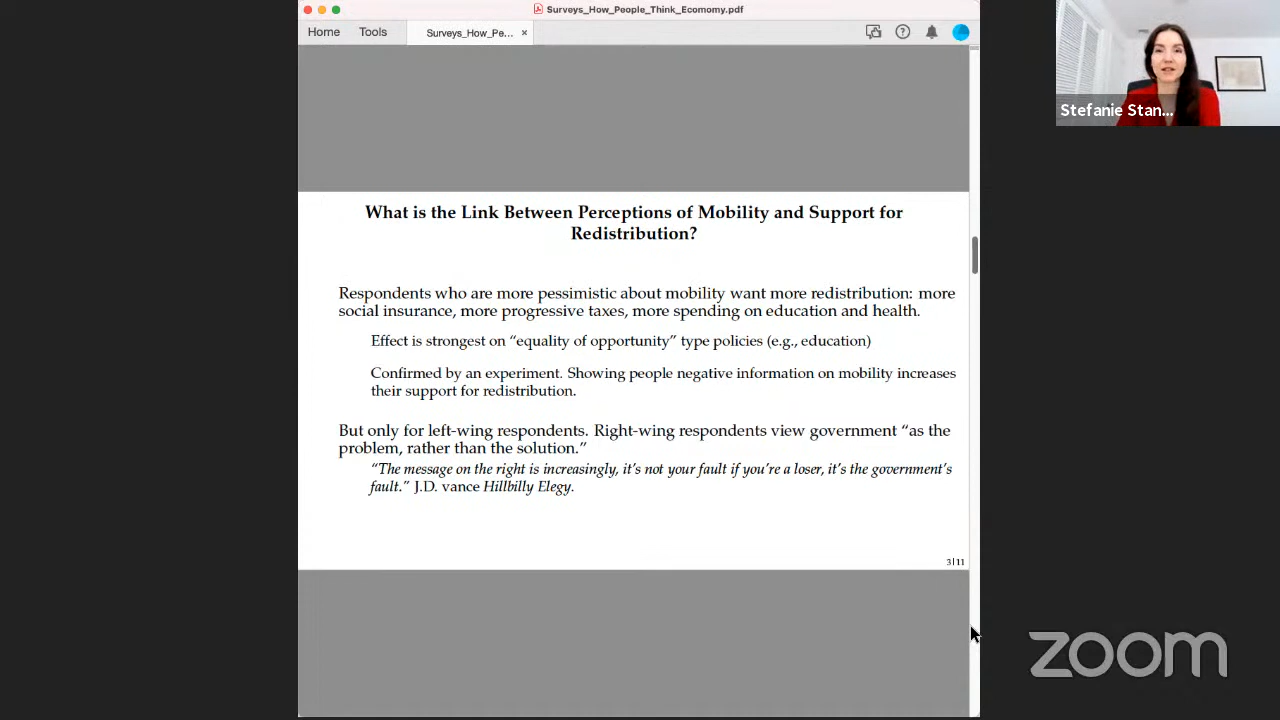 Surveys_How_People_Think_Economy.pdf
Home Tools Surveys_How_Pe... ×
Stefanie Stan...
What is the Link Between Perceptions of Mobility and Support for
Redistribution?
Respondents who are more pessimistic about mobility want more redistribution: more
social insurance, more progressive taxes, more spending on education and health.
Effect is strongest on “equality of opportunity” type policies (e.g., education)
Confirmed by an experiment. Showing people negative information on mobility increases
their support for redistribution.
But only for left-wing respondents. Right-wing respondents view government “as the
problem, rather than the solution.”
“The message on the right is increasingly, it’s not your fault if you’re a loser, it’s the government’s
fault.” J.D. vance Hillbilly Elegy.
3|11
zoom